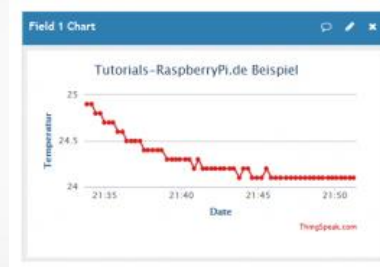 Field 1 Chart
Tutorials-RaspberryPi.de Beispiel
25
24.5
24
Temperatur
21:35
21:40
21:45
21:50
Date
ThingSpeak.com